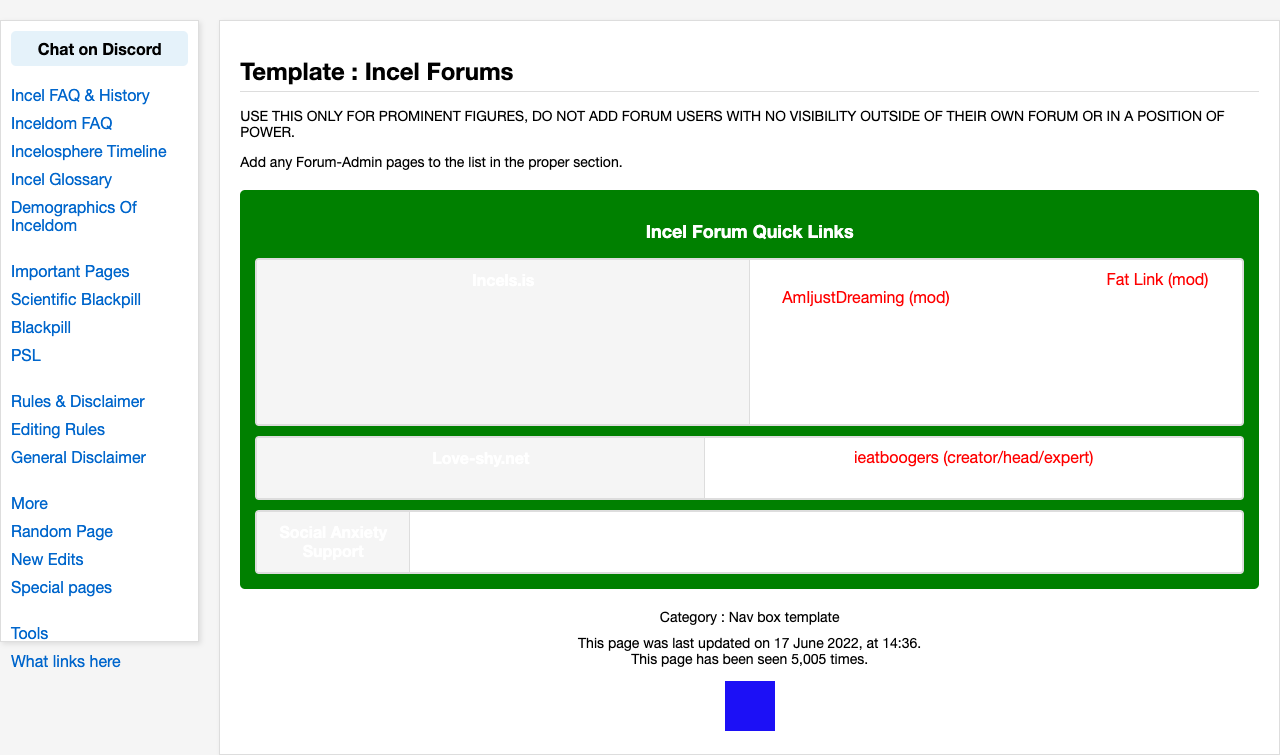 Chat on Discord
Incel FAQ & History
Inceldom FAQ
Incelosphere Timeline
Incel Glossary
Demographics Of
Inceldom
Important Pages
Scientific Blackpill
Blackpill
PSL
Rules & Disclaimer
Editing Rules
General Disclaimer
More
Random Page
New Edits
Special pages
Tools
What links here
Template : Incel Forums
USE THIS ONLY FOR PROMINENT FIGURES, DO NOT ADD FORUM USERS WITH NO VISIBILITY OUTSIDE OF THEIR OWN FORUM OR IN A POSITION OF
POWER.
Add any Forum-Admin pages to the list in the proper section.
Incel Forum Quick Links
Incels.is
Fat Link (mod)
AmIjustDreaming (mod)
Love-shy.net
ieatboogers (creator/head/expert)
Social Anxiety
Support
Category : Nav box template
This page was last updated on 17 June 2022, at 14:36.
This page has been seen 5,005 times.